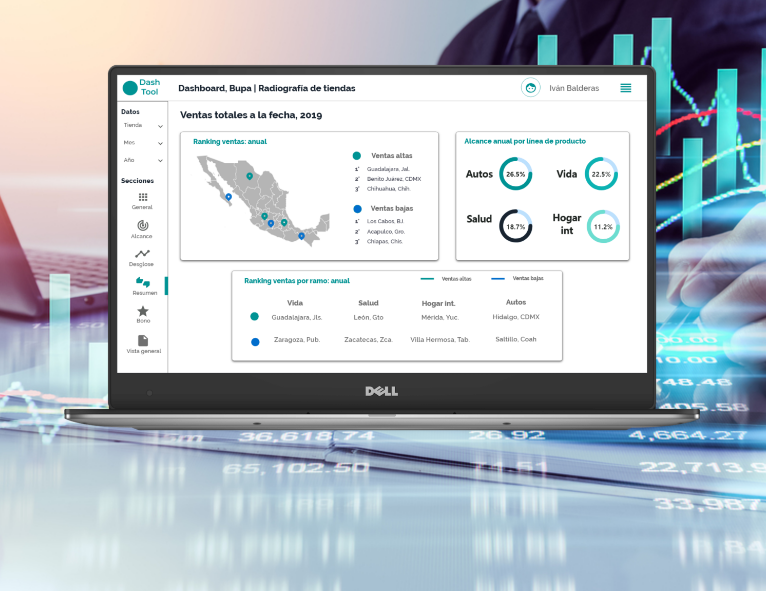 Dash
Tool
Dashboard, Bupa | Radiografía de tiendas
Iván Balderas
Datos
Tienda
Mes
Año
Secciones
General
Alcance
Desglose
Resumen
Bono
Vista general
Ventas totales a la fecha, 2019
Ranking ventas: anual
Ventas altas
1° Guadalajara, Jal.
2° Benito Juárez, CDMX
3° Chihuahua, Chih
Ventas bajas
1° Los Cabos, B.J.
2° Acapulco, Gro.
3° Chiapas, Chis.
Alcance anual por línea de producto
Autos 26.5% Vida 22.5%
Salud 18.7% Hogar int 11.2%
Ranking ventas por ramo: anual Ventas altas Ventas bajas
Vida Salud Hogar int. Autos
Guadalajara, Jls. León, Gto Mérida, Yuc. Hidalgo, CDMX
Zaragoza, Pub. Zacatecas, Zca. Villa Hermosa, Tab. Saltillo, Coah
DELL
48.48
405.58
36,618.74 26.92 4,664.27
65,102.50 71.51 22,713.9
33,987